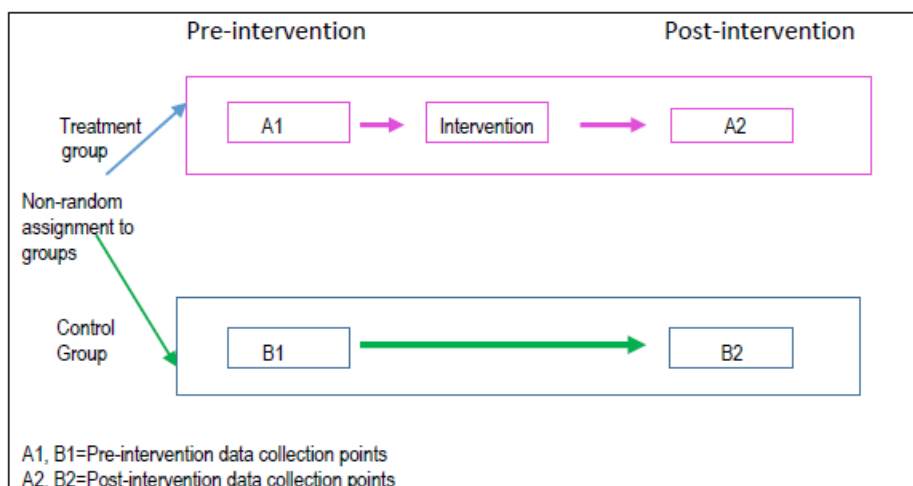 Pre-intervention Post-intervention
Treatment
group
A1 Intervention A2
Non-random
assignment to
groups
Control
Group
B1 B2
A1, B1=Pre-intervention data collection points
A2, B2=Post-intervention data collection points